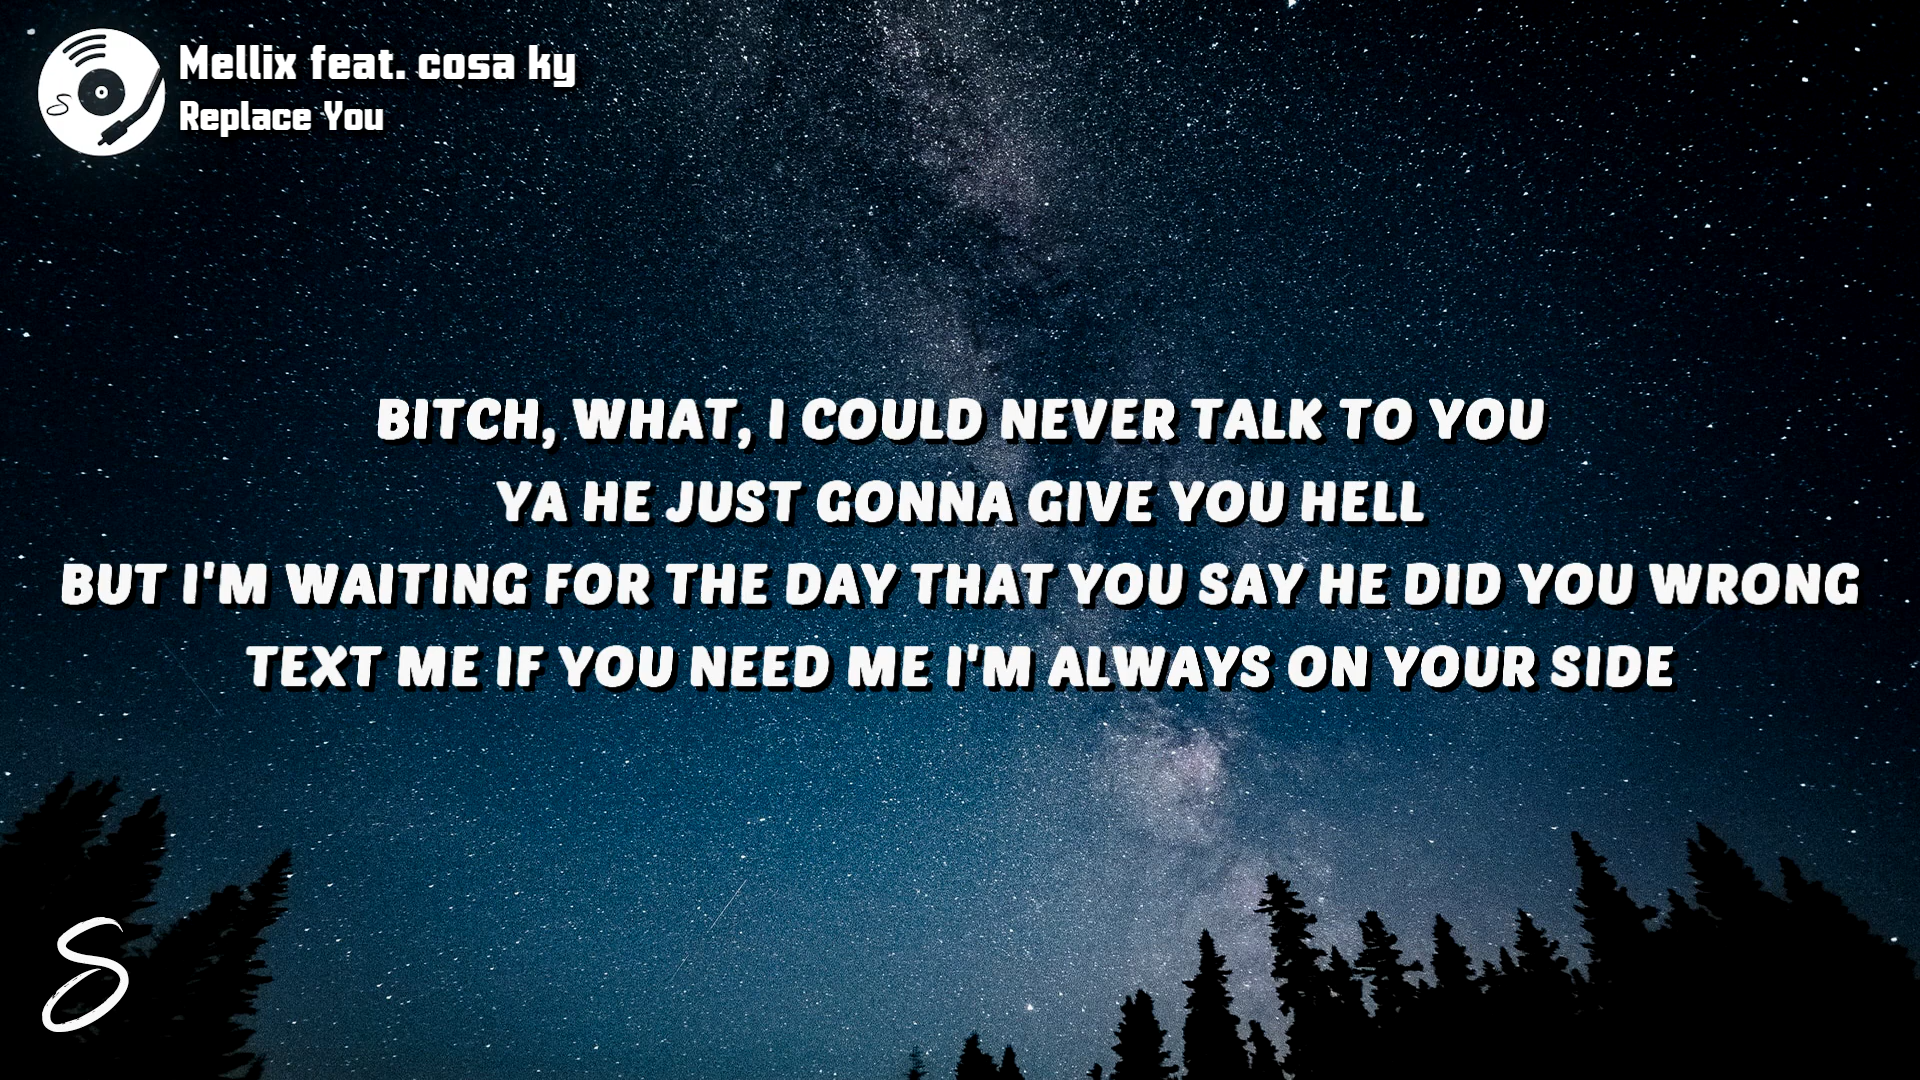 Mellix feat. cosa ky
Replace You
BITCH, WHAT, I COULD NEVER TALK TO YOU
YA HE JUST GONNA GIVE YOU HELL
BUT I'M WAITING FOR THE DAY THAT YOU SAY HE DID YOU WRONG
TEXT ME IF YOU NEED ME I'M ALWAYS ON YOUR SIDE
S